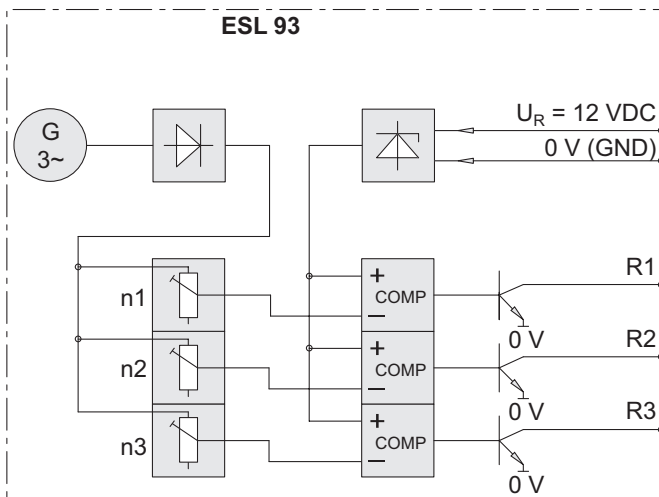 ESL 93
G
3~
U_R = 12 VDC
0 V (GND)
n1
+
COMP
−
R1
0 V
n2
+
COMP
−
R2
0 V
n3
+
COMP
−
R3
0 V